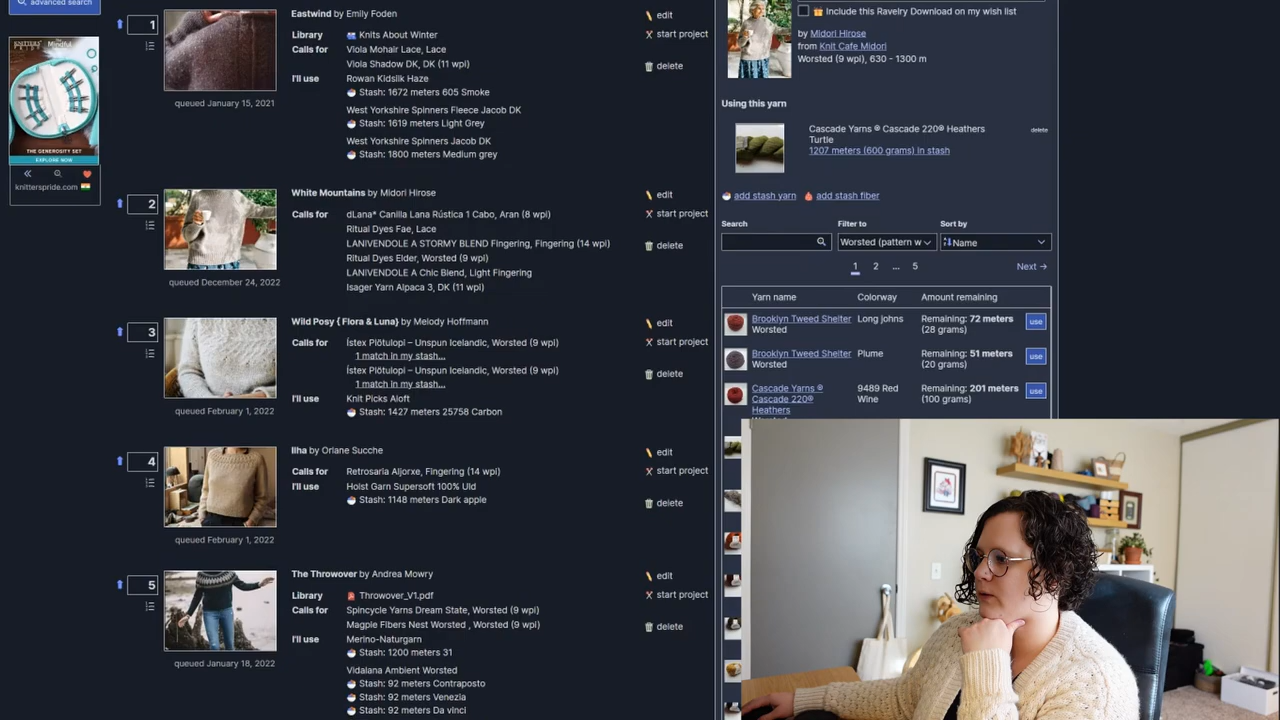 advanced search
Mindful
THE GENEROSITY SET
EXPLORE NOW
knitterspride.com
1
queued January 15, 2021
Eastwind by Emily Foden
Library Knits About Winter
Calls for Viola Mohair Lace, Lace
Viola Shadow DK, DK (11 wpi)
I'll use Rowan Kidsilk Haze
Stash: 1672 meters 605 Smoke
West Yorkshire Spinners Fleece Jacob DK
Stash: 1619 meters Light Grey
West Yorkshire Spinners Jacob DK
Stash: 1800 meters Medium grey
edit
start project
delete
2
queued December 24, 2022
White Mountains by Midori Hirose
Calls for dLana* Canilla Lana Rústica 1 Cabo, Aran (8 wpi)
Ritual Dyes Fae, Lace
LANIVENDOLE A STORMY BLEND Fingering, Fingering (14 wpi)
Ritual Dyes Elder, Worsted (9 wpi)
LANIVENDOLE A Chic Blend, Light Fingering
Isager Yarn Alpaca 3, DK (11 wpi)
edit
start project
delete
3
queued February 1, 2022
Wild Posy { Flora & Luna} by Melody Hoffmann
Calls for Ístex Plötulopi – Unspun Icelandic, Worsted (9 wpi)
1 match in my stash...
Ístex Plötulopi – Unspun Icelandic, Worsted (9 wpi)
1 match in my stash...
I'll use Knit Picks Aloft
Stash: 1427 meters 25758 Carbon
edit
start project
delete
4
queued February 1, 2022
Ilha by Orlane Sucche
Calls for Retrosaria Aljorxe, Fingering (14 wpi)
I'll use Holst Garn Supersoft 100% Uld
Stash: 1148 meters Dark apple
edit
start project
delete
5
queued January 18, 2022
The Throwover by Andrea Mowry
Library Throwover_V1.pdf
Calls for Spincycle Yarns Dream State, Worsted (9 wpi)
Magpie Fibers Nest Worsted , Worsted (9 wpi)
I'll use Merino-Naturgarn
Stash: 1200 meters 31
Vidalana Ambient Worsted
Stash: 92 meters Contraposto
Stash: 92 meters Venezia
Stash: 92 meters Da vinci
edit
start project
delete
Include this Ravelry Download on my wish list
by Midori Hirose
from Knit Cafe Midori
Worsted (9 wpi), 630 - 1300 m
Using this yarn
Cascade Yarns ® Cascade 220® Heathers
Turtle
1207 meters (600 grams) in stash
delete
add stash yarn add stash fiber
Search Filter to Sort by
Worsted (pattern w Name
1 2 ... 5 Next →
Yarn name Colorway Amount remaining
Brooklyn Tweed Shelter Long johns Remaining: 72 meters use
Worsted (28 grams)
Brooklyn Tweed Shelter Plume Remaining: 51 meters use
Worsted (20 grams)
Cascade Yarns ® 9489 Red Remaining: 201 meters use
Cascade 220® Wine (100 grams)
Heathers